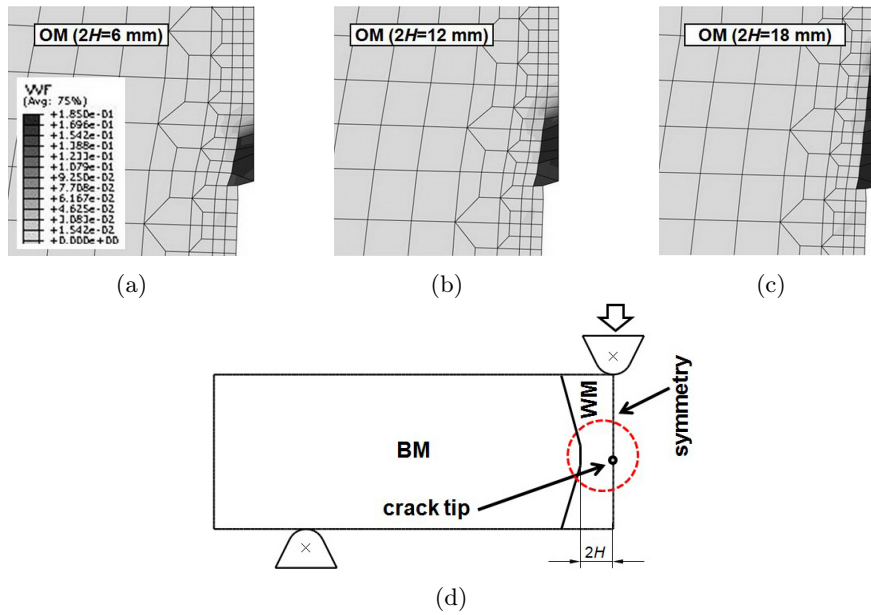 OM (2H=6 mm)
OM (2H=12 mm)
OM (2H=18 mm)
VVF
(Avg: 75%)
+1.850e-01
+1.696e-01
+1.542e-01
+1.388e-01
+1.233e-01
+1.079e-01
+9.250e-02
+7.708e-02
+6.167e-02
+4.625e-02
+3.083e-02
+1.542e-02
+0.000e+00
(a)
(b)
(c)
WM
symmetry
BM
crack tip
2H
(d)